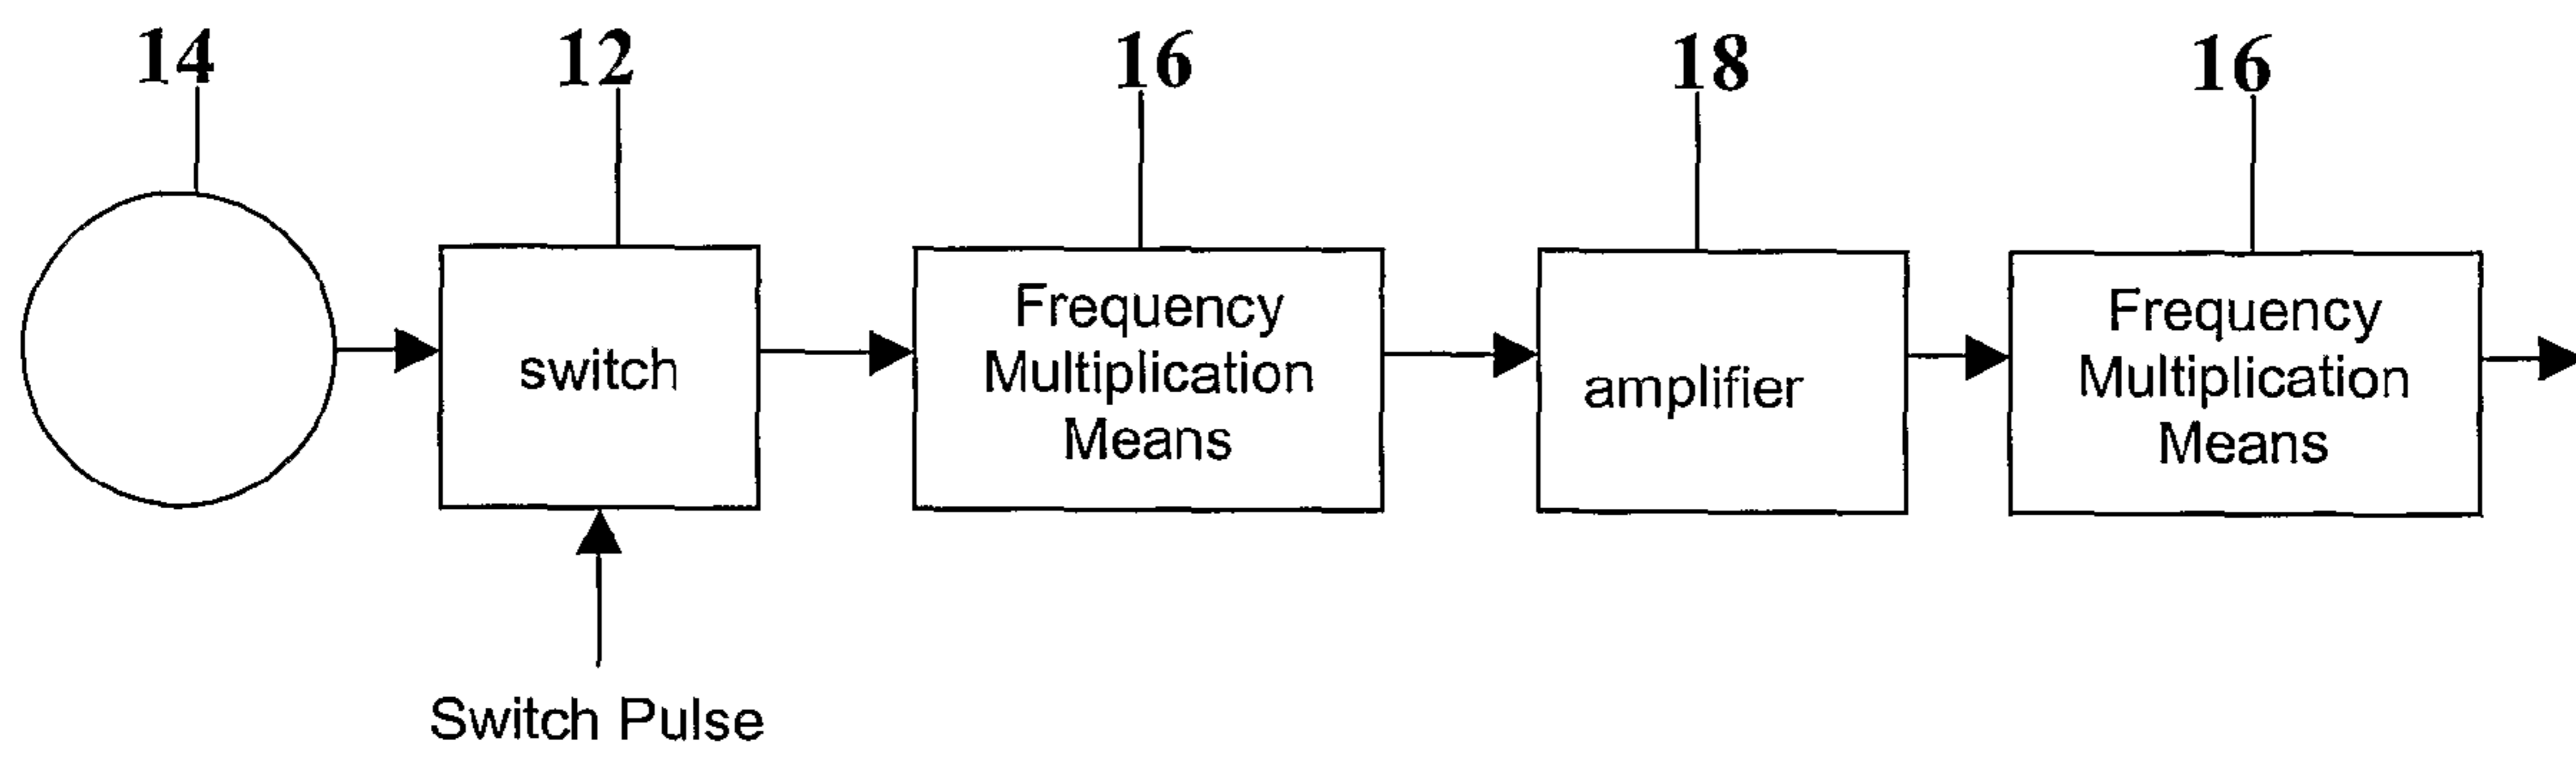 14
12
16
18
16
switch
Frequency
Multiplication
Means
amplifier
Frequency
Multiplication
Means
Switch Pulse